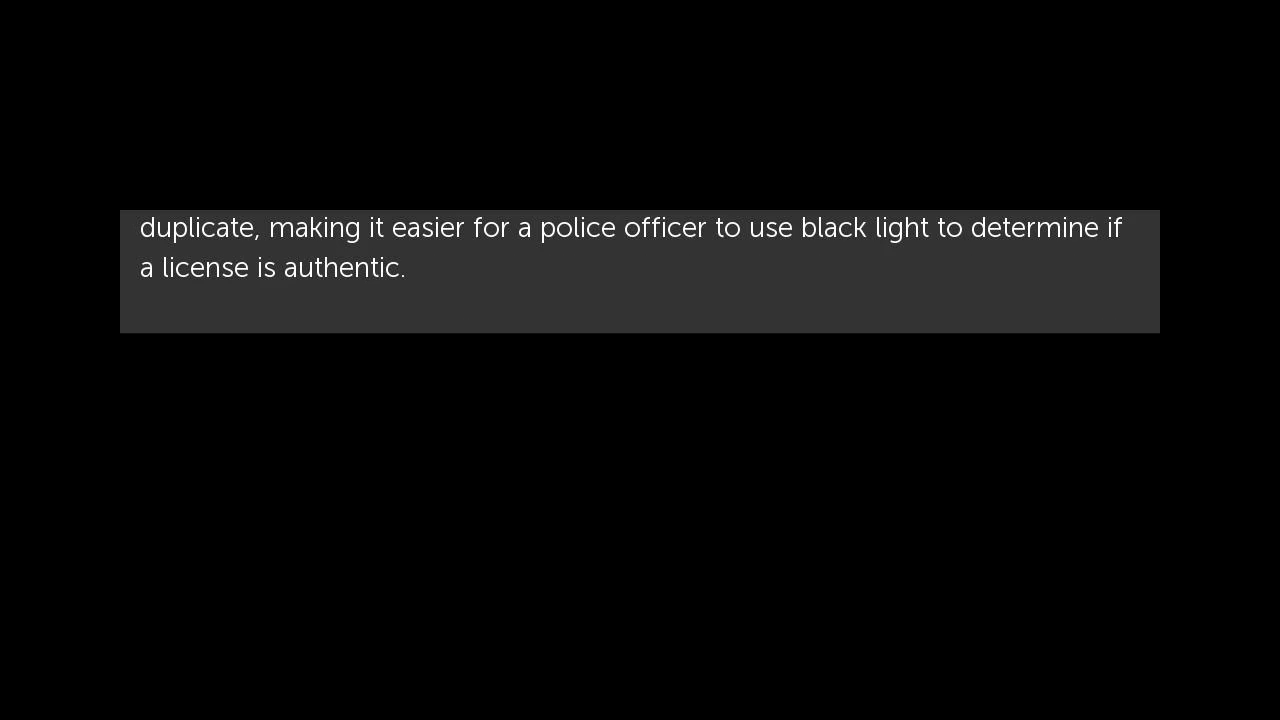 duplicate, making it easier for a police officer to use black light to determine if
a license is authentic.